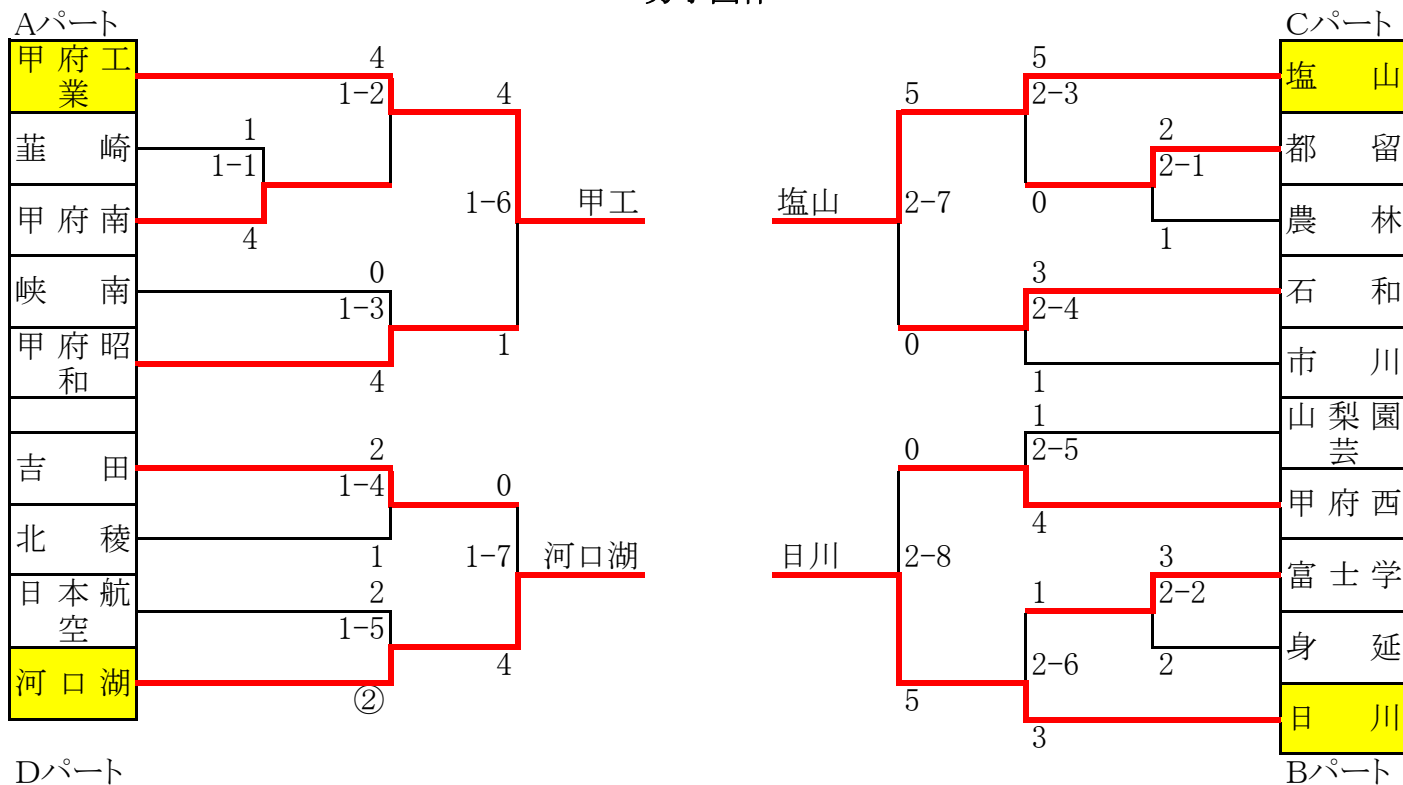 Aパート
甲府工業
韮崎
甲府南
峡南
甲府昭和
吉田
北稜
日本航空
河口湖
Dパート
4
1-2
1
1-1
4
0
1-3
4
4
1-6
1
甲工
2
1-4
1
2
1-5
②
0
1-7
4
河口湖
Cパート
塩山
都留
農林
石和
市川
山梨園芸
甲府西
富士学
身延
日川
Bパート
5
2-3
2
2-1
1
0
3
2-4
1
5
2-7
0
塩山
1
2-5
4
3
2-2
2
1
2-6
3
0
2-8
5
日川